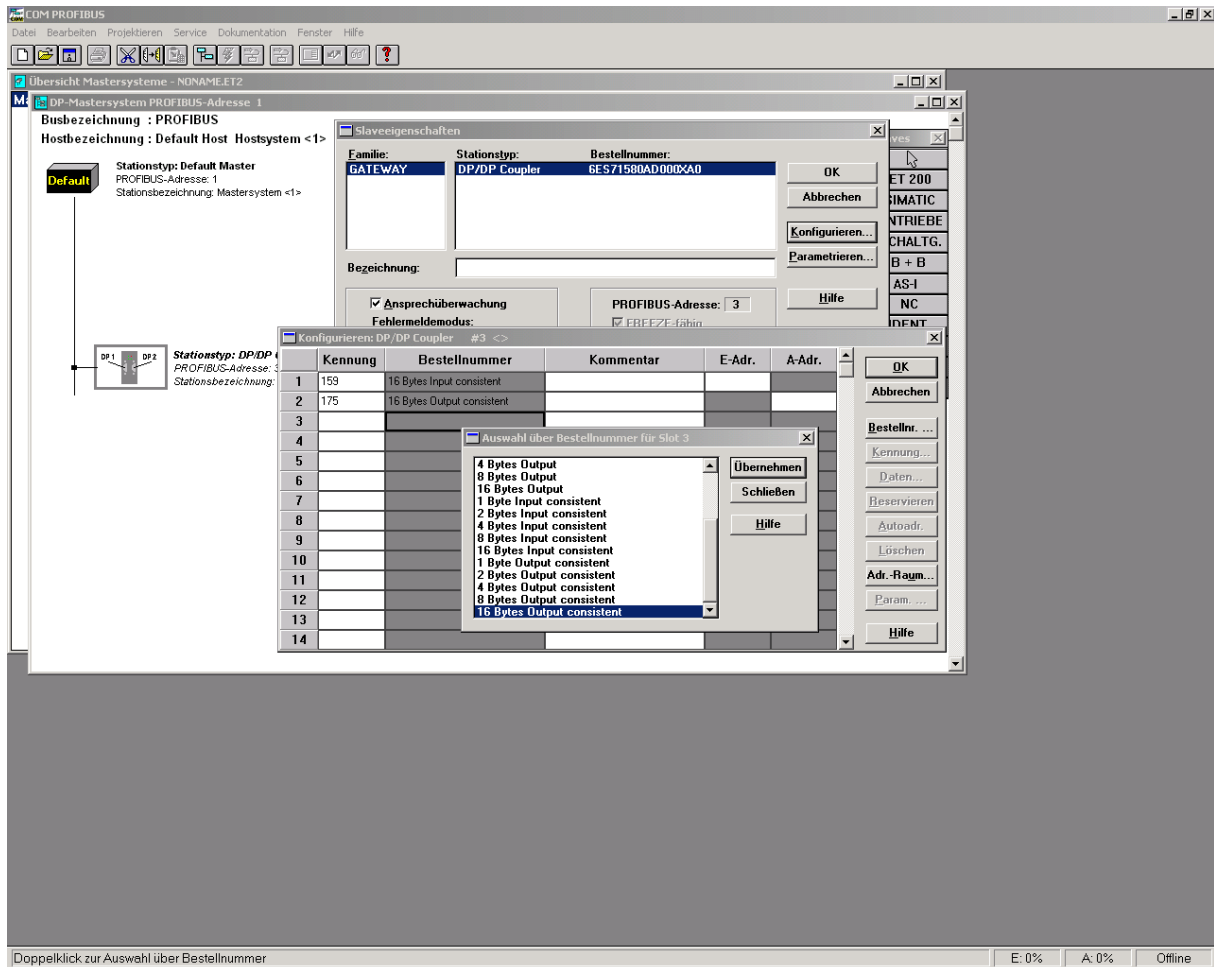 COM PROFIBUS
Datei Bearbeiten Projektieren Service Dokumentation Fenster Hilfe
Übersicht Mastersysteme - NONAME.ET2
DP-Mastersystem PROFIBUS-Adresse 1
Busbezeichnung : PROFIBUS
Hostbezeichnung : Default Host Hostsystem <1>
Default
Stationstyp: Default Master
PROFIBUS-Adresse: 1
Stationsbezeichnung: Mastersystem <1>
DP1 DP2
Stationstyp: DP/DP
PROFIBUS-Adresse: 3
Stationsbezeichnung:
Slaveeigenschaften
Familie: Stationstyp: Bestellnummer:
GATEWAY DP/DP Coupler 6ES71580AD000XA0
OK
Abbrechen
Konfigurieren...
Parametrieren...
Bezeichnung:
Hilfe
Ansprechüberwachung
Fehlermeldemodus:
PROFIBUS-Adresse: 3
FREEZE-fähig
ET 200
SIMATIC
B + B
AS-I
NC
Konfigurieren: DP/DP Coupler #3 <>
Kennung Bestellnummer Kommentar E-Adr. A-Adr.
1 159 16 Bytes Input consistent
2 175 16 Bytes Output consistent
3
4
5
6
7
8
9
10
11
12
13
14
OK
Abbrechen
Bestellnr. ...
Kennung...
Daten...
Reservieren
Autoadr.
Löschen
Adr.-Raum...
Param. ...
Hilfe
Auswahl über Bestellnummer für Slot 3
4 Bytes Output
8 Bytes Output
16 Bytes Output
1 Byte Input consistent
2 Bytes Input consistent
4 Bytes Input consistent
8 Bytes Input consistent
16 Bytes Input consistent
1 Byte Output consistent
2 Bytes Output consistent
4 Bytes Output consistent
8 Bytes Output consistent
16 Bytes Output consistent
Übernehmen
Schließen
Hilfe
Doppelklick zur Auswahl über Bestellnummer
E: 0% A: 0% Offline